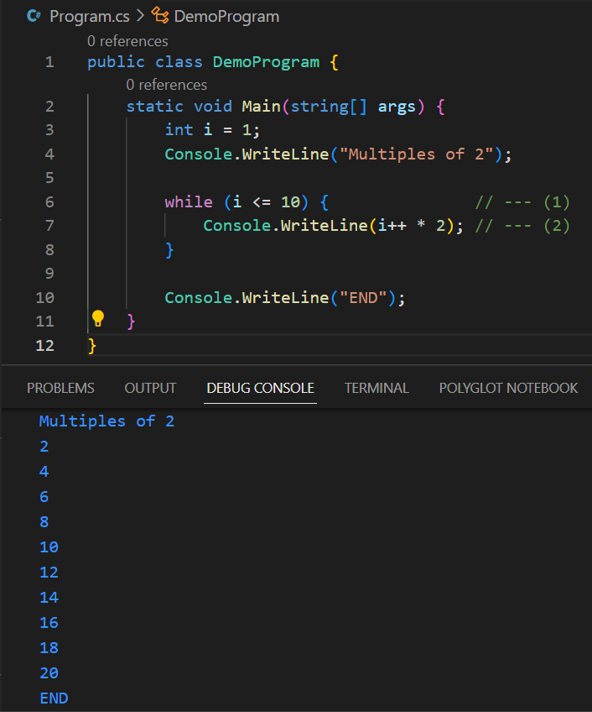 Program.cs > DemoProgram
0 references
1 public class DemoProgram {
0 references
2 static void Main(string[] args) {
3 int i = 1;
4 Console.WriteLine("Multiples of 2");
5
6 while (i <= 10) { // --- (1)
7 Console.WriteLine(i++ * 2); // --- (2)
8 }
9
10 Console.WriteLine("END");
11 }
12 }
PROBLEMS OUTPUT DEBUG CONSOLE TERMINAL POLYGLOT NOTEBOOK
Multiples of 2
2
4
6
8
10
12
14
16
18
20
END